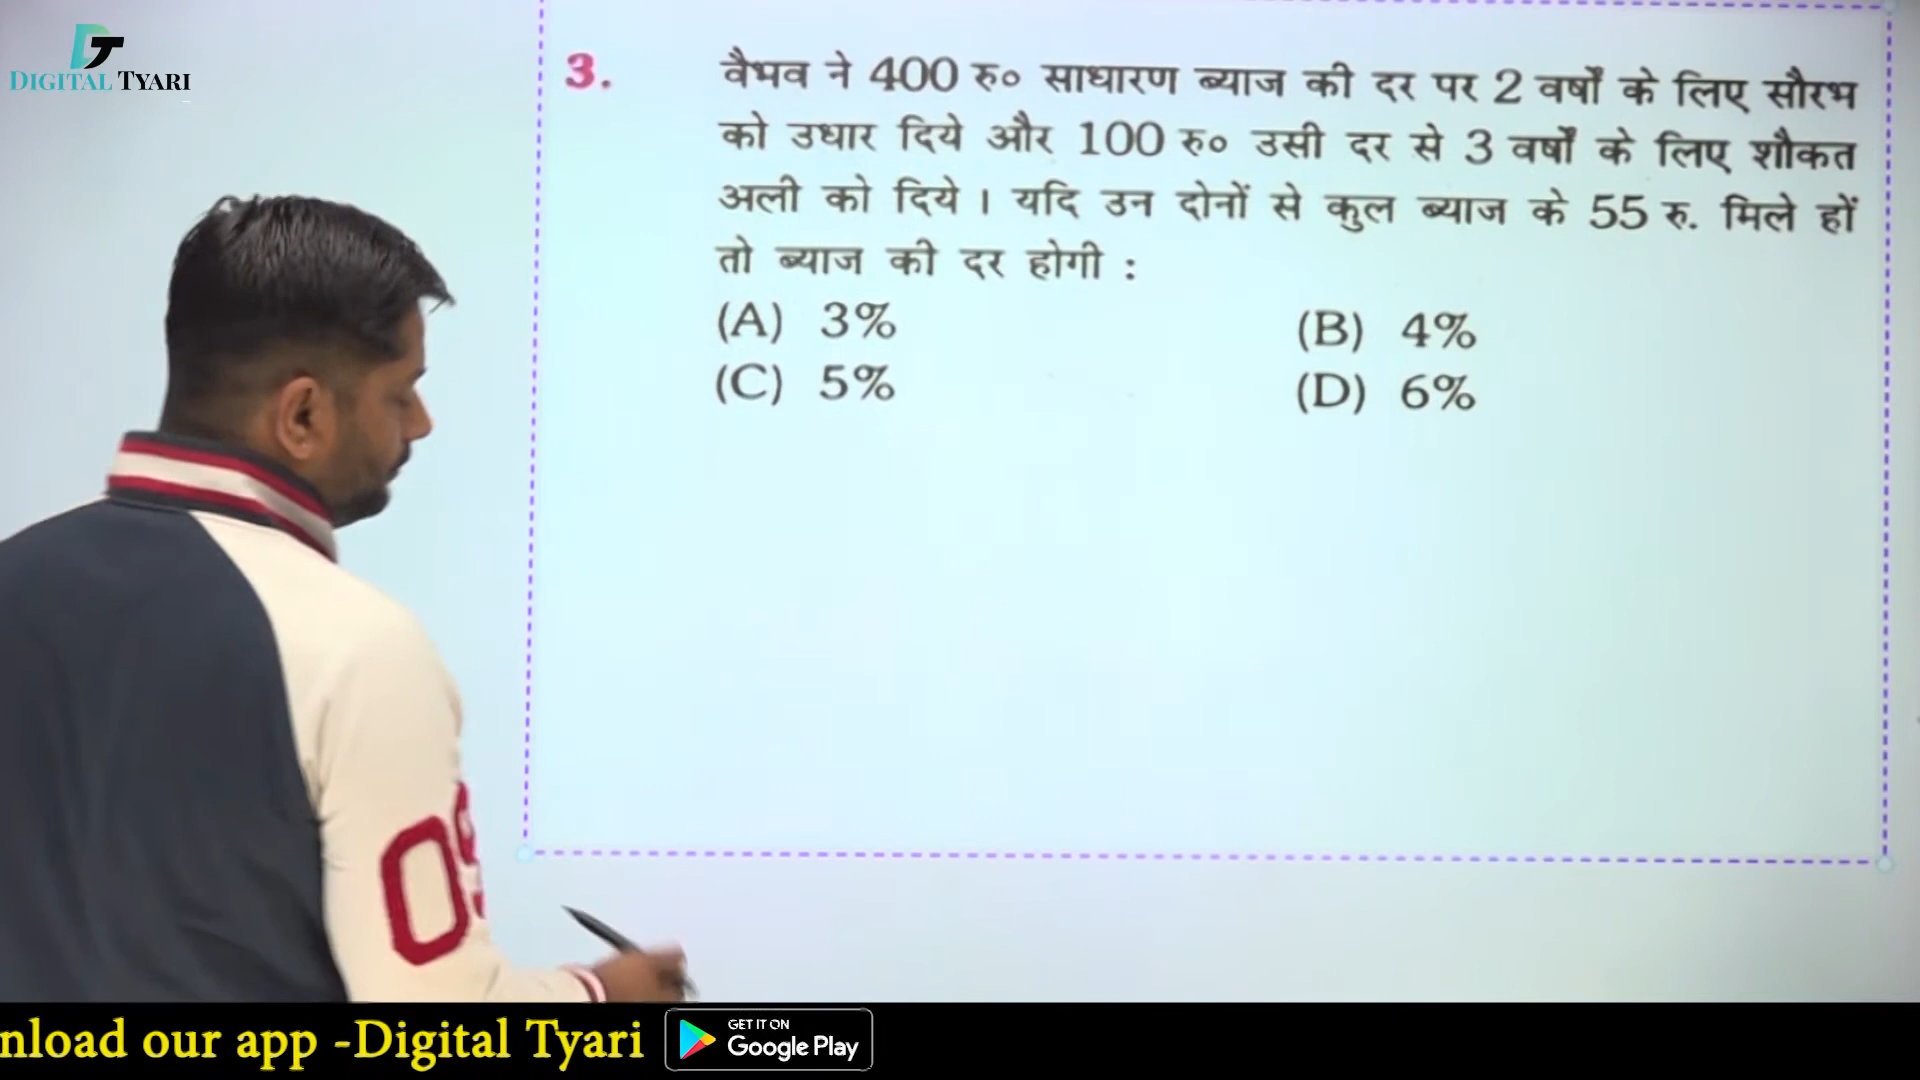 DT
DIGITAL TYARI
3. वैभव ने 400 रु० साधारण ब्याज की दर पर 2 वर्षों के लिए सौरभ
को उधार दिये और 100 रु० उसी दर से 3 वर्षों के लिए शौकत
अली को दिये। यदि उन दोनों से कुल ब्याज के 55 रु. मिले हों
तो ब्याज की दर होगी :
(A) 3% (B) 4%
(C) 5% (D) 6%
09
nload our app -Digital Tyari
GET IT ON
Google Play